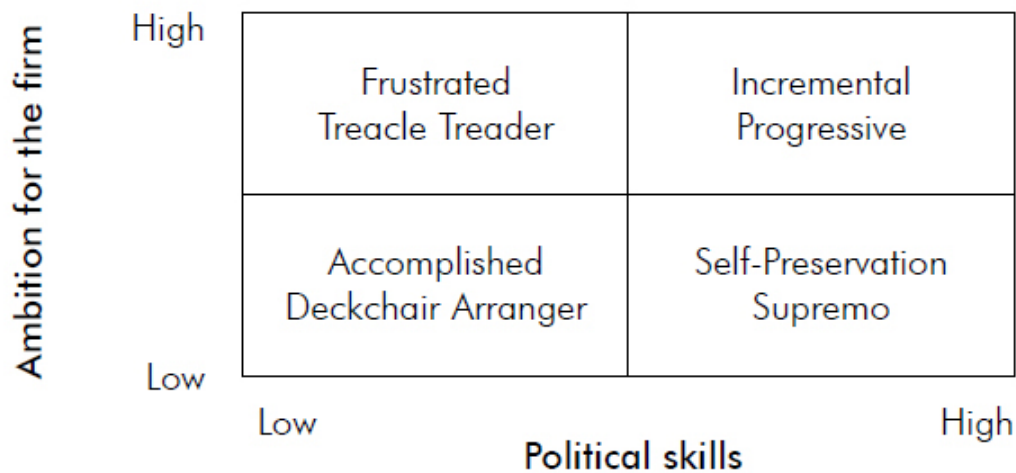 Ambition for the firm
High
Frustrated
Treacle Treader
Incremental
Progressive
Accomplished
Deckchair Arranger
Self-Preservation
Supremo
Low
Low
High
Political skills